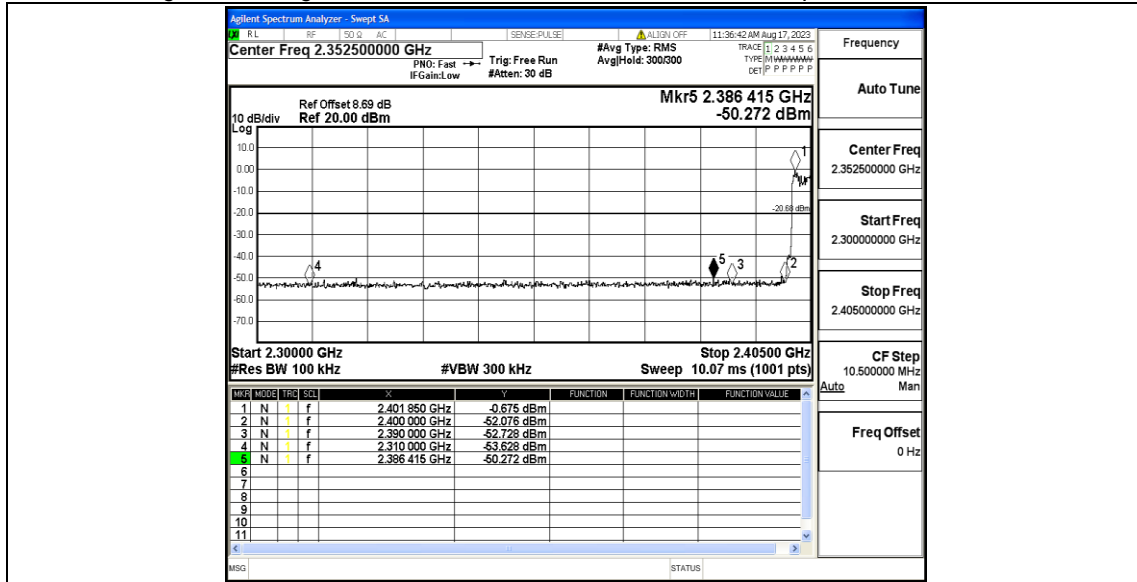 Agilent Spectrum Analyzer - Swept SA
RL RF 50 Ω AC SENSE:PULSE ALIGN OFF 11:36:42 AM Aug 17, 2023
Center Freq 2.352500000 GHz
PNO: Fast
IFGain:Low
Trig: Free Run
#Atten: 30 dB
#Avg Type: RMS
Avg|Hold: 300/300
TRACE 1 2 3 4 5 6
TYPE M
DET P P P P P P
Mkr5 2.386 415 GHz
-50.272 dBm
Ref Offset 8.69 dB
10 dB/div Ref 20.00 dBm
Log
10.0
0.00
-10.0
-20.0
-30.0
-40.0
-50.0
-60.0
-70.0
1
-20.68 dBm
4
5
3
2
Start 2.30000 GHz Stop 2.40500 GHz
#Res BW 100 kHz #VBW 300 kHz Sweep 10.07 ms (1001 pts)
MKR MODE TRC SCL X Y FUNCTION FUNCTION WIDTH FUNCTION VALUE
1 N 1 f 2.401 850 GHz -0.675 dBm
2 N 1 f 2.400 000 GHz -52.076 dBm
3 N 1 f 2.390 000 GHz -52.728 dBm
4 N 1 f 2.310 000 GHz -53.628 dBm
5 N 1 f 2.386 415 GHz -50.272 dBm
6
7
8
9
10
11
MSG STATUS
Frequency
Auto Tune
Center Freq
2.352500000 GHz
Start Freq
2.300000000 GHz
Stop Freq
2.405000000 GHz
CF Step
10.500000 MHz
Auto Man
Freq Offset
0 Hz